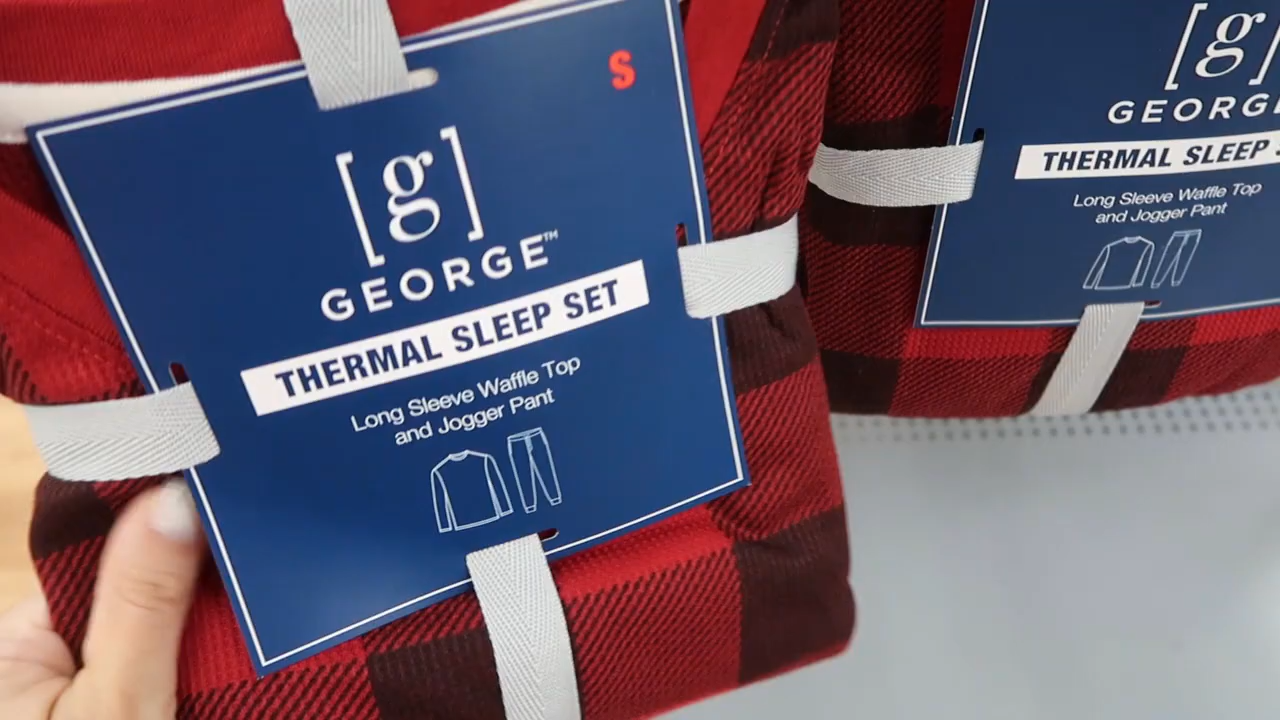 S
[g]
GEORGE™
THERMAL SLEEP SET
Long Sleeve Waffle Top
and Jogger Pant
[g]
GEORGE
THERMAL SLEEP
Long Sleeve Waffle Top
and Jogger Pant